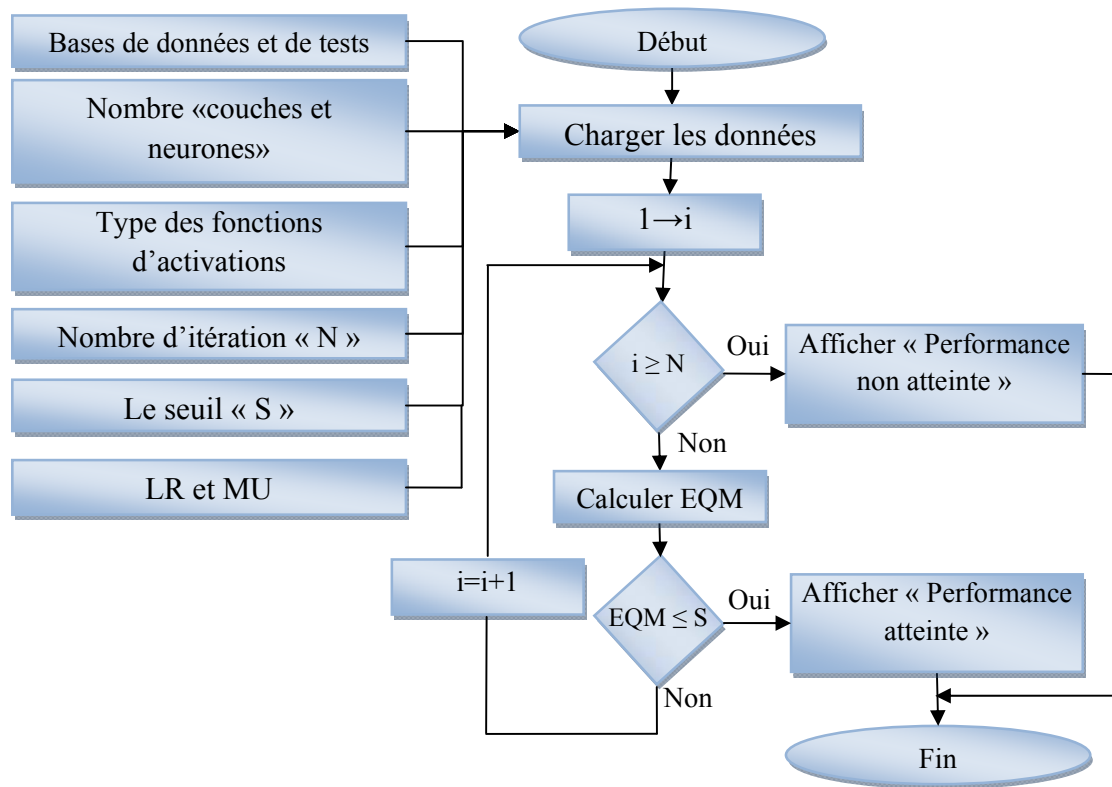 Bases de données et de tests
Nombre «couches et
neurones»
Type des fonctions
d’activations
Nombre d’itération « N »
Le seuil « S »
LR et MU
Début
Charger les données
1→i
i ≥ N
Oui
Afficher « Performance
non atteinte »
Non
Calculer EQM
i=i+1
EQM ≤ S
Oui
Afficher « Performance
atteinte »
Non
Fin